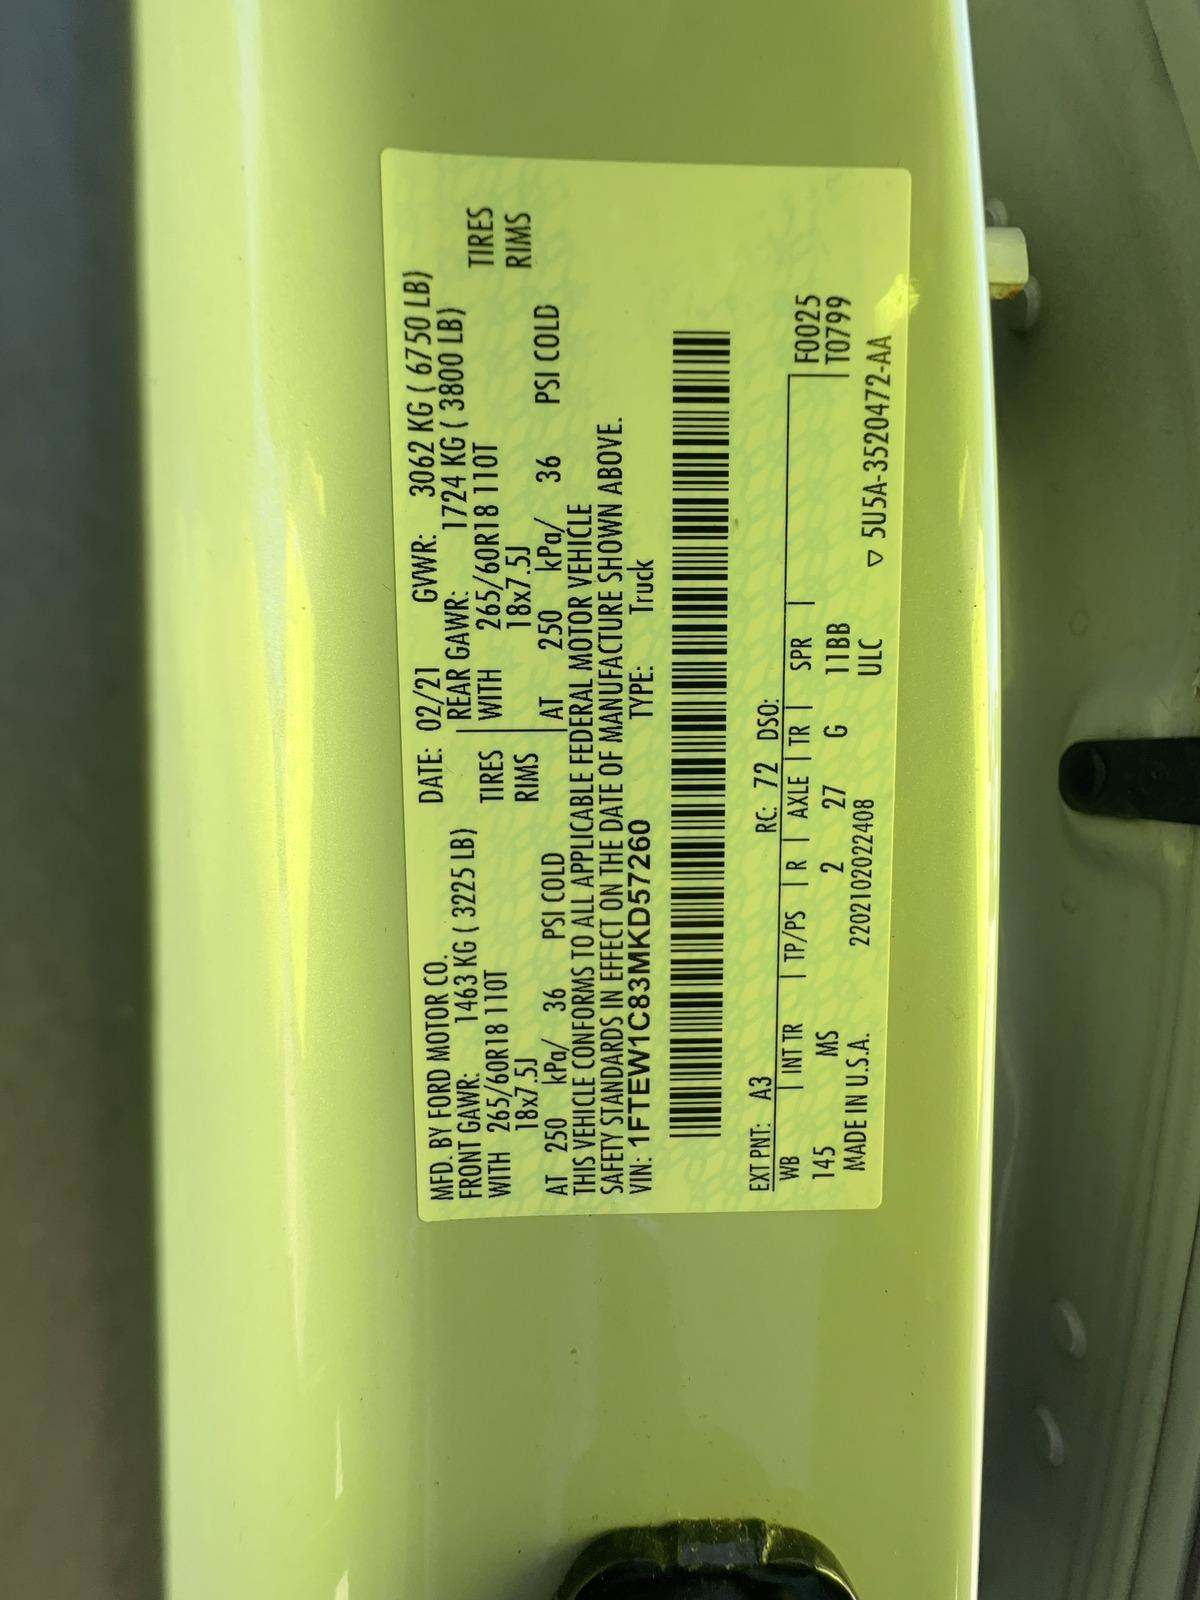 MFD. BY FORD MOTOR CO. DATE: 02/21 GVWR: 3062 KG ( 6750 LB)
FRONT GAWR: 1463 KG ( 3225 LB) REAR GAWR: 1724 KG ( 3800 LB)
WITH 265/60R18 110T TIRES WITH 265/60R18 110T TIRES
18x7.5J RIMS 18x7.5J RIMS
AT 250 kPa/ 36 PSI COLD AT 250 kPa/ 36 PSI COLD
THIS VEHICLE CONFORMS TO ALL APPLICABLE FEDERAL MOTOR VEHICLE
SAFETY STANDARDS IN EFFECT ON THE DATE OF MANUFACTURE SHOWN ABOVE.
VIN: 1FTEW1C83MKD57260 TYPE: Truck
EXT PNT: A3 RC: 72 DSO:
WB | INT TR | TP/PS | R | AXLE | TR | SPR | F0025
145 MS 2 27 G 11BB T0799
MADE IN U.S.A. 2202102022408 ULC ▽ 5U5A-3520472-AA